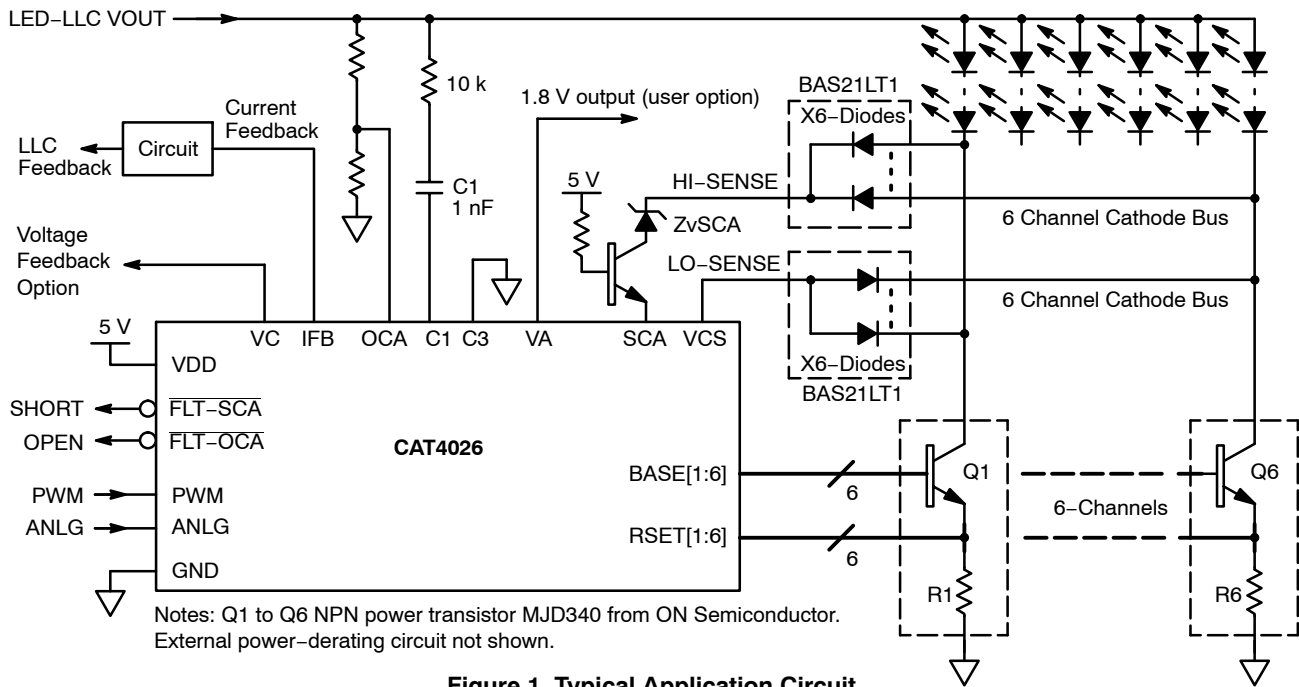 LED–LLC VOUT
10 k
1.8 V output (user option)
BAS21LT1
X6–Diodes
Current
Feedback
Circuit
LLC
Feedback
C1
1 nF
5 V
HI–SENSE
ZvSCA
6 Channel Cathode Bus
Voltage
Feedback
Option
LO–SENSE
6 Channel Cathode Bus
5 V
VC IFB OCA C1 C3 VA SCA VCS
X6–Diodes
BAS21LT1
VDD
SHORT
FLT–SCA
OPEN
FLT–OCA
CAT4026
BASE[1:6]
6
Q1
Q6
PWM
PWM
6–Channels
ANLG
ANLG
RSET[1:6]
6
GND
R1
R6
Notes: Q1 to Q6 NPN power transistor MJD340 from ON Semiconductor.
External power–derating circuit not shown.
Figure 1. Typical Application Circuit